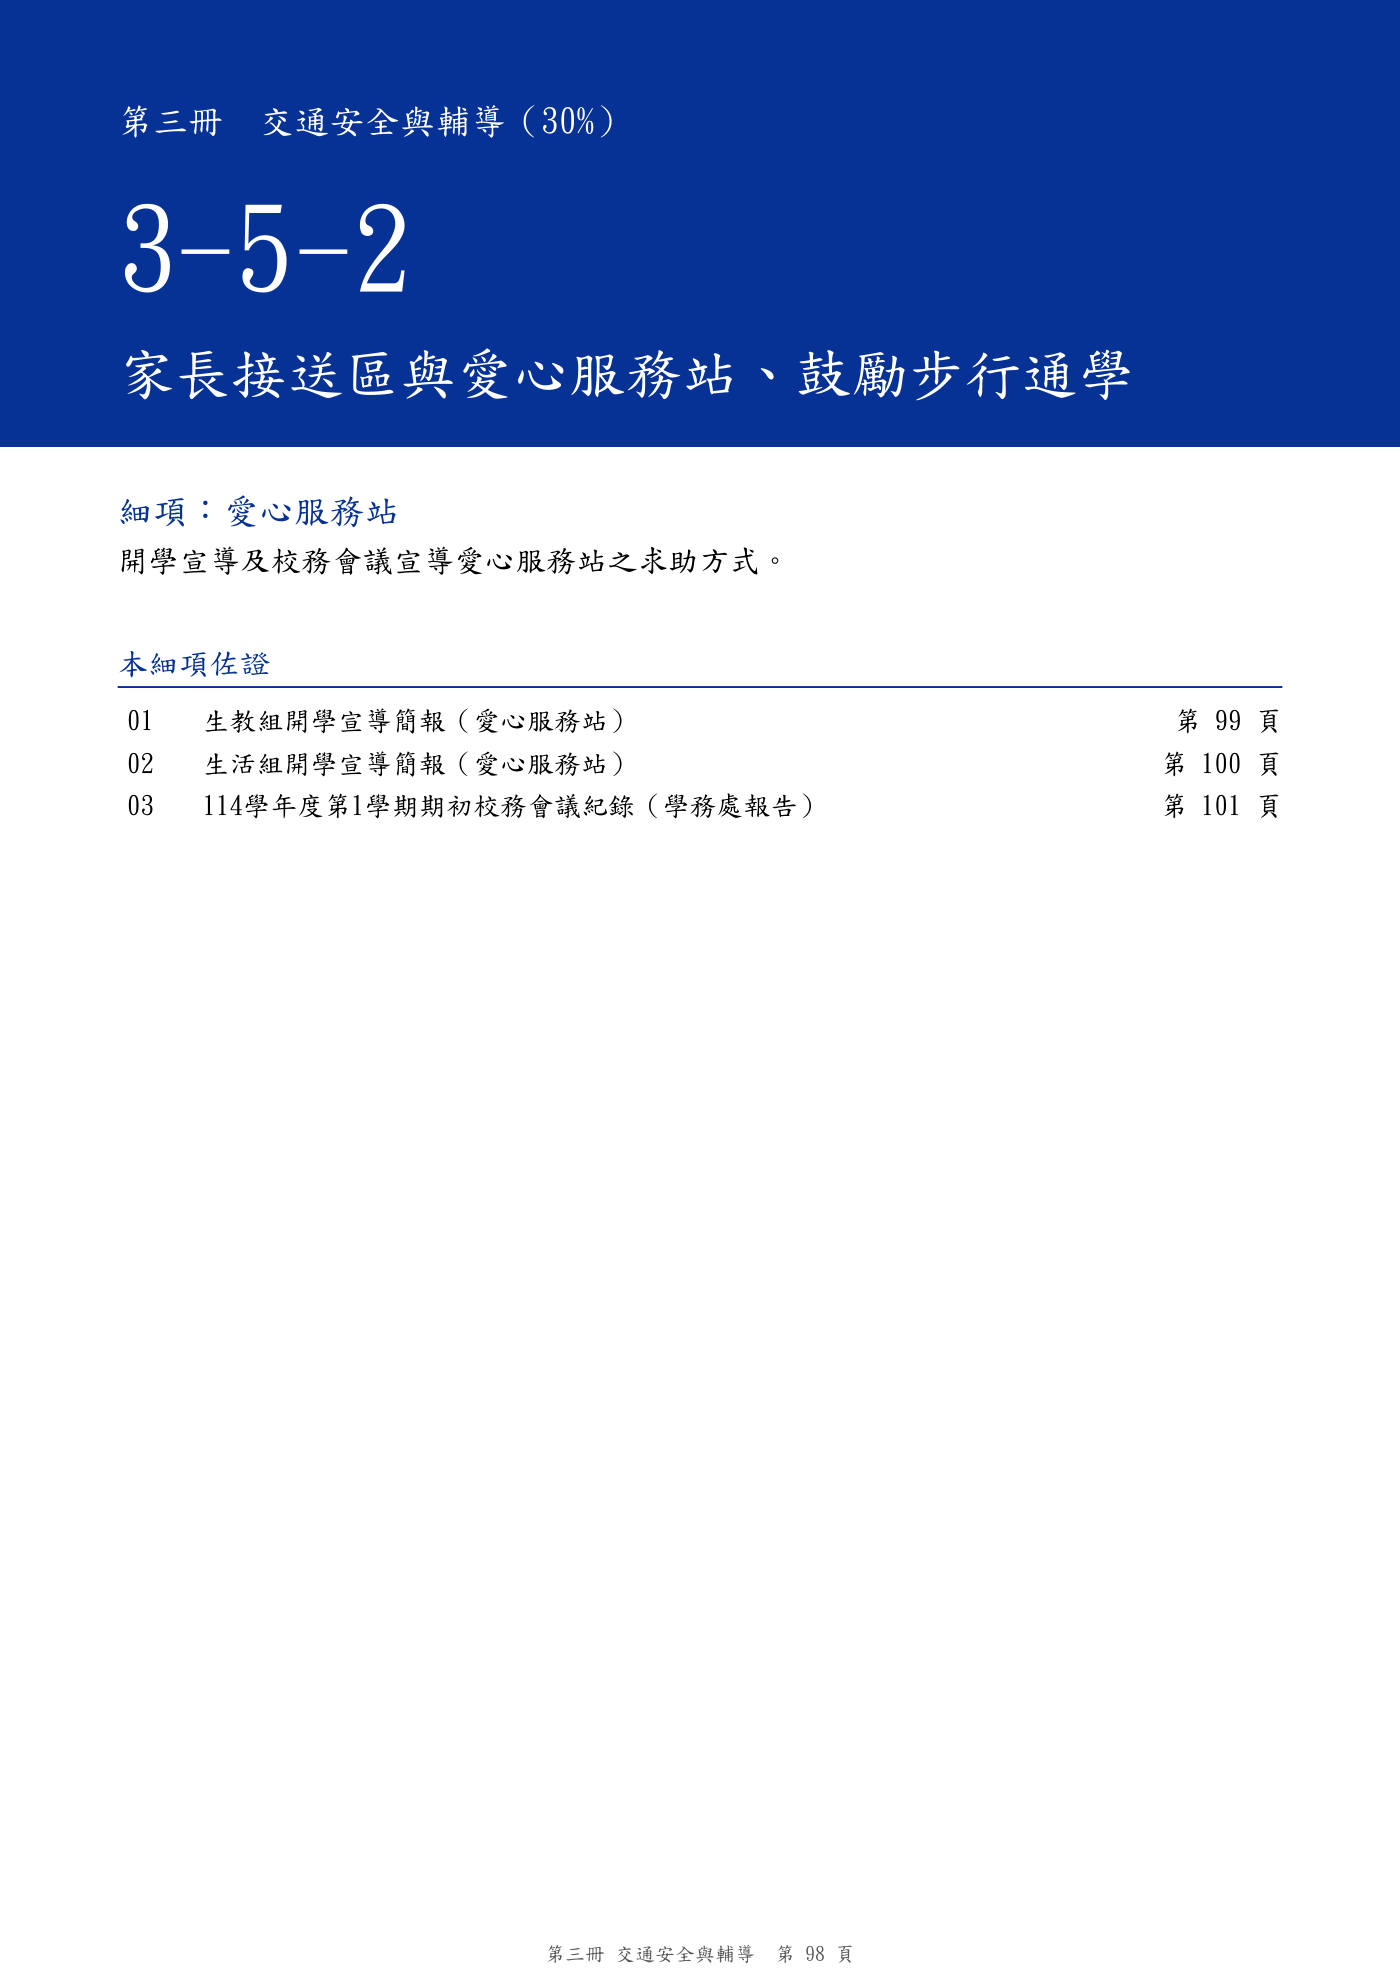 第三冊　交通安全與輔導（30%）
3-5-2
家長接送區與愛心服務站、鼓勵步行通學
細項：愛心服務站
開學宣導及校務會議宣導愛心服務站之求助方式。
本細項佐證
01 生教組開學宣導簡報（愛心服務站） 第 99 頁
02 生活組開學宣導簡報（愛心服務站） 第 100 頁
03 114學年度第1學期期初校務會議紀錄（學務處報告） 第 101 頁
第三冊 交通安全與輔導　第 98 頁